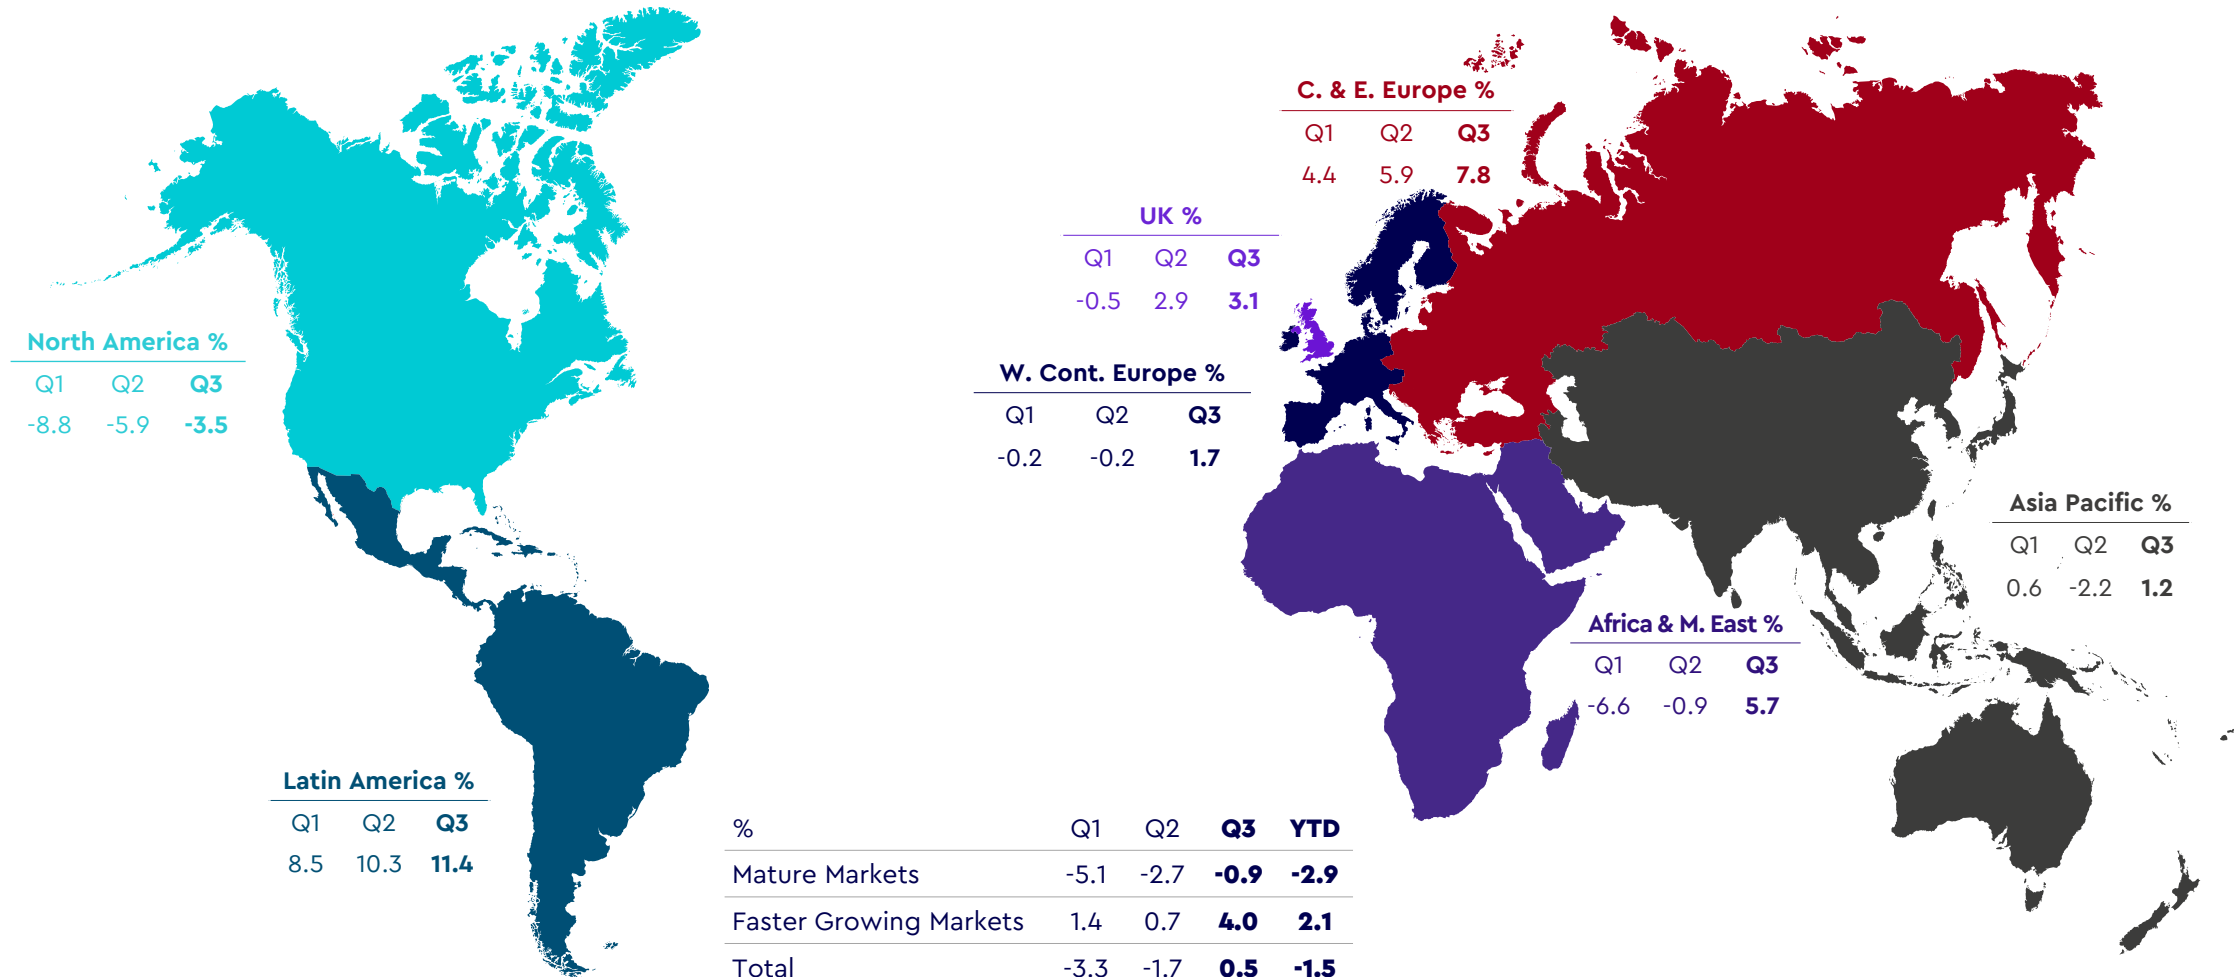 C. & E. Europe %
Q1 Q2 Q3
4.4 5.9 7.8
UK %
Q1 Q2 Q3
-0.5 2.9 3.1
North America %
Q1 Q2 Q3
-8.8 -5.9 -3.5
W. Cont. Europe %
Q1 Q2 Q3
-0.2 -0.2 1.7
Asia Pacific %
Q1 Q2 Q3
0.6 -2.2 1.2
Africa & M. East %
Q1 Q2 Q3
-6.6 -0.9 5.7
Latin America %
Q1 Q2 Q3
8.5 10.3 11.4
% Q1 Q2 Q3 YTD
Mature Markets -5.1 -2.7 -0.9 -2.9
Faster Growing Markets 1.4 0.7 4.0 2.1
Total -3.3 -1.7 0.5 -1.5